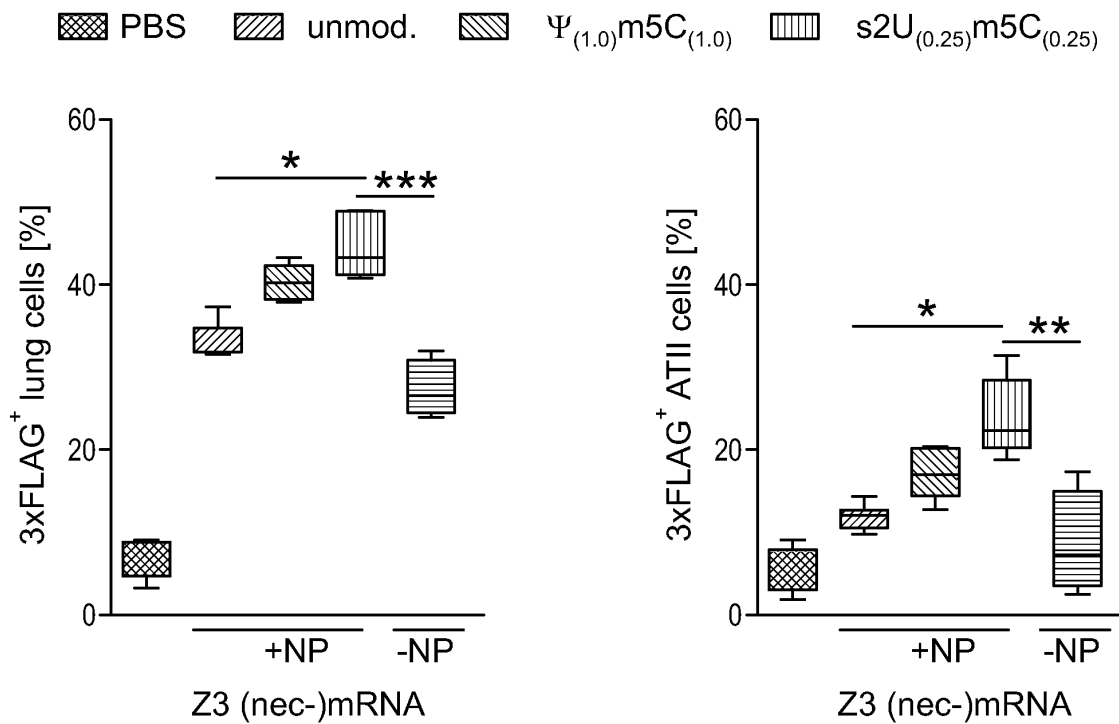 PBS unmod. Ψ(1.0)m5C(1.0) s2U(0.25)m5C(0.25)
3xFLAG+ lung cells [%]
60
40
20
0
*
***
+NP -NP
Z3 (nec-)mRNA
3xFLAG+ ATII cells [%]
60
40
20
0
*
**
+NP -NP
Z3 (nec-)mRNA